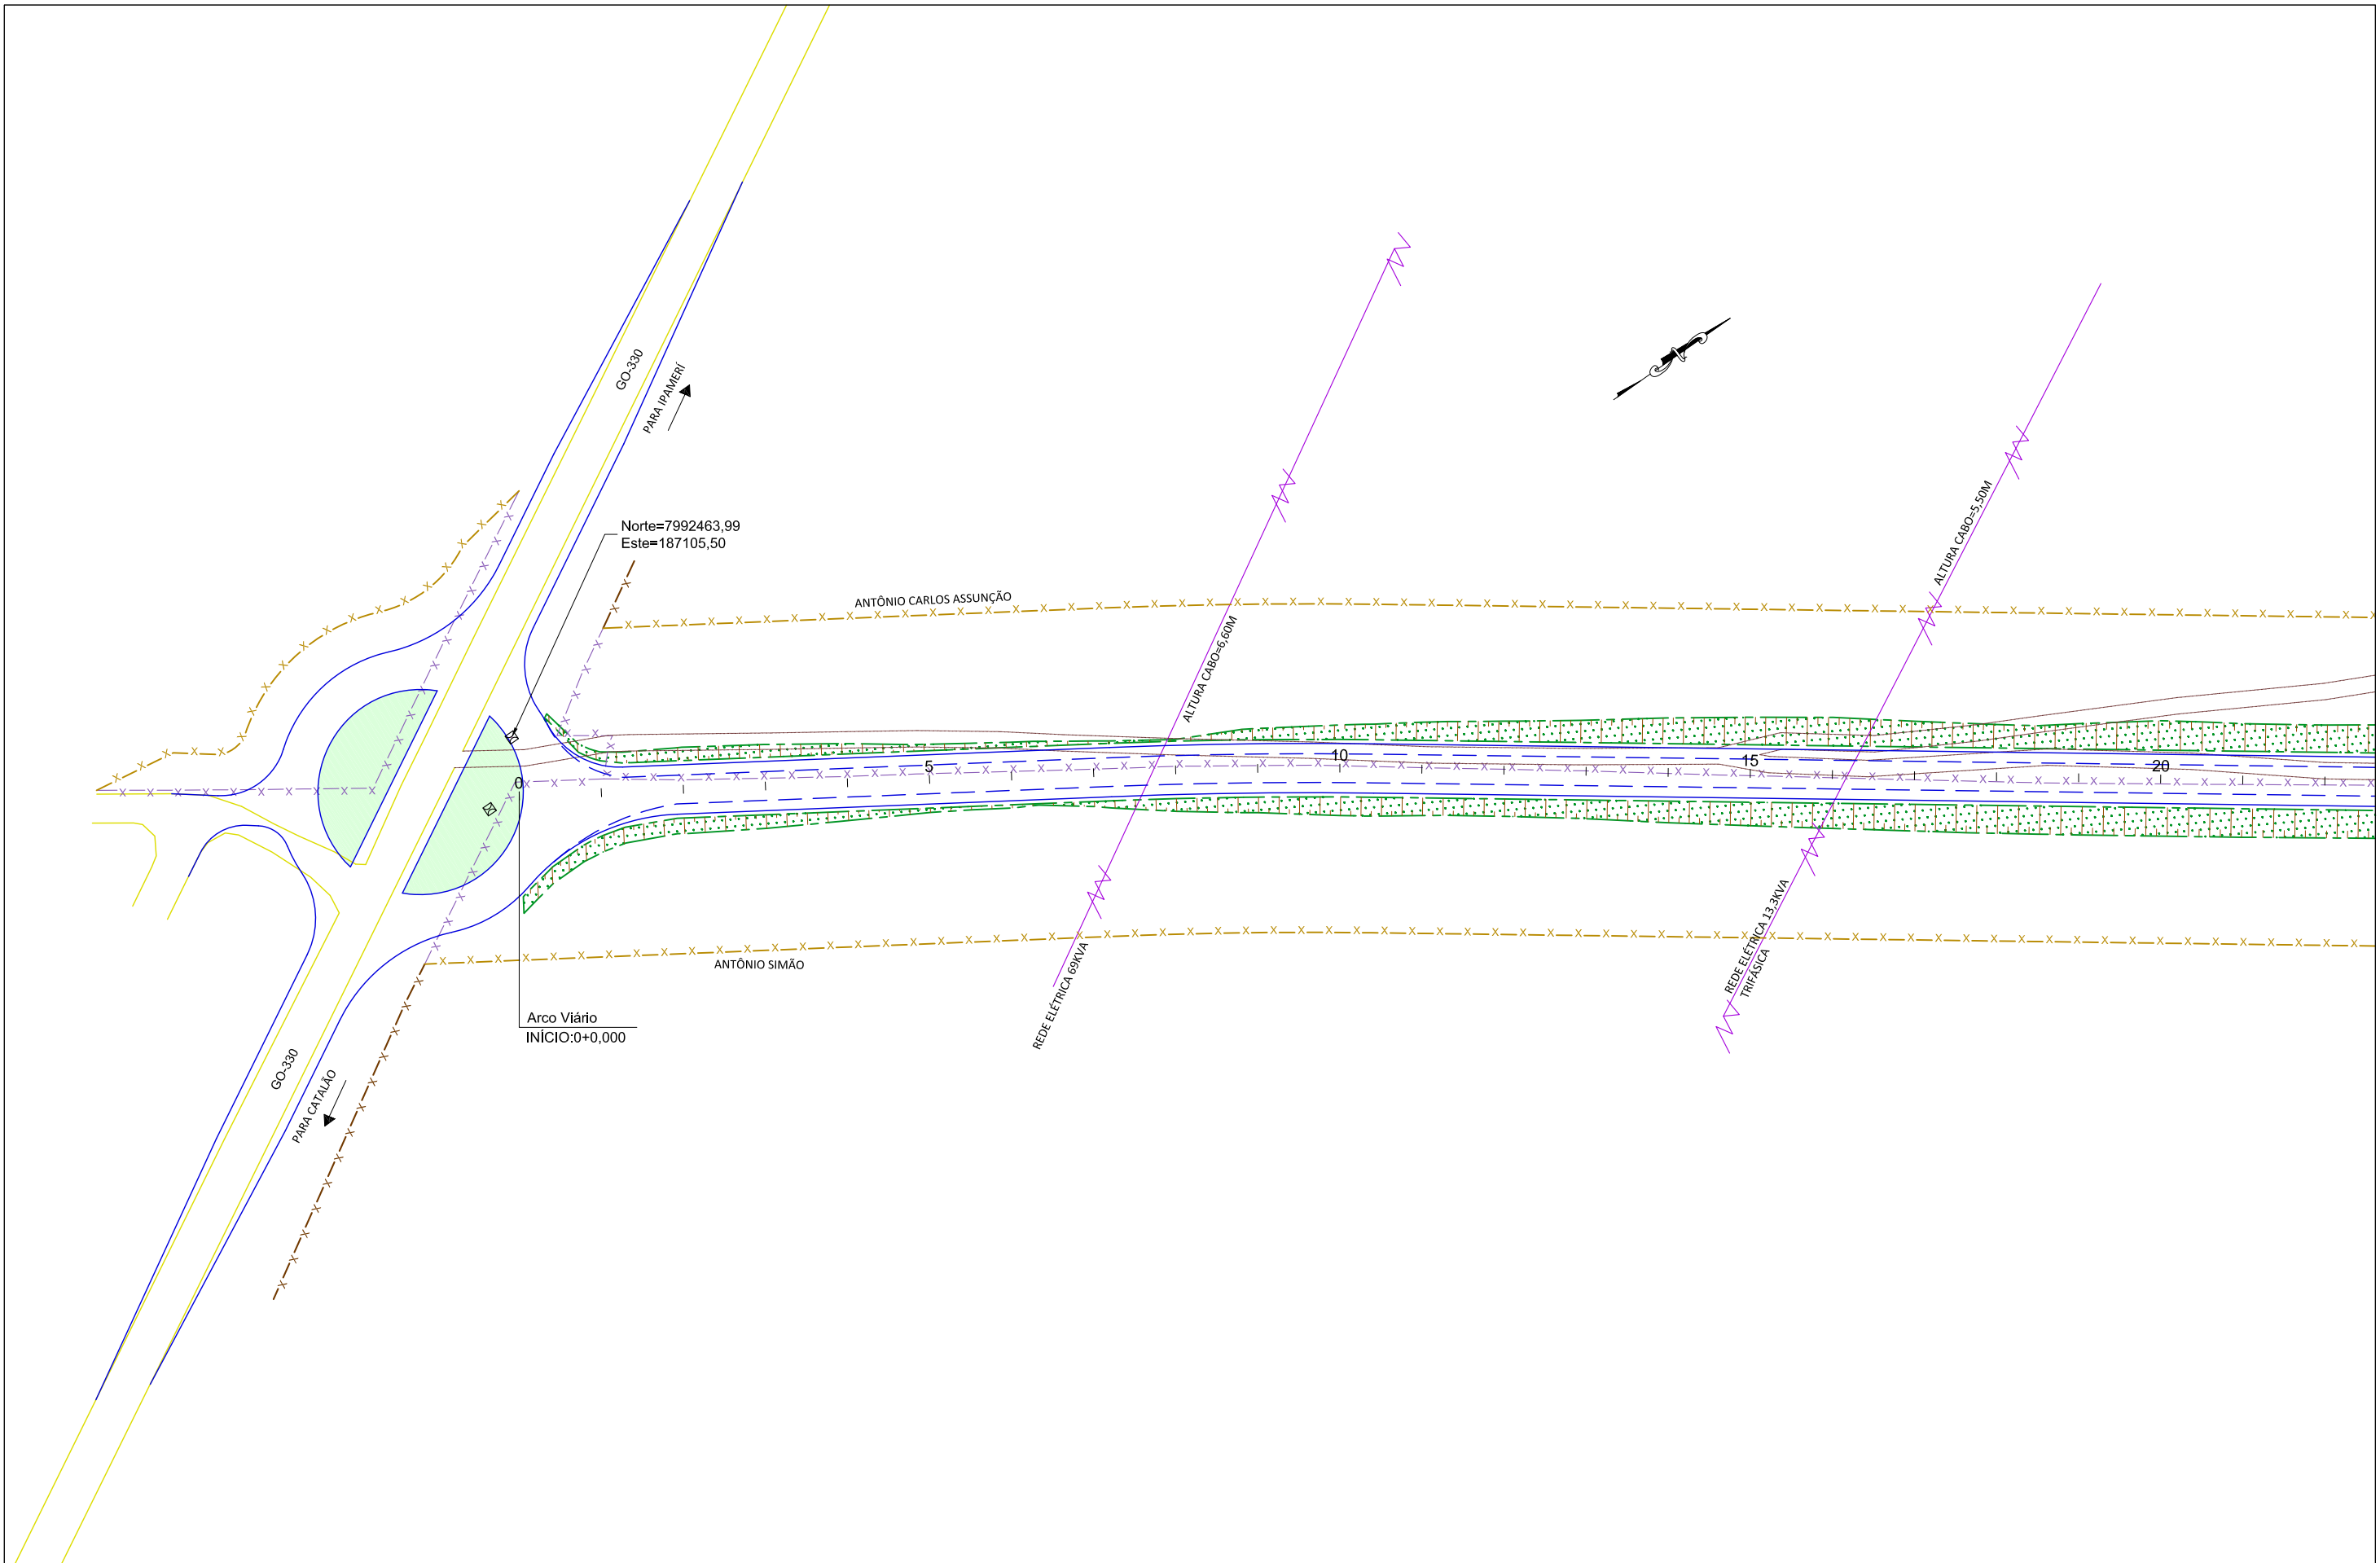 GO-330
PARA IPAMERÍ
Norte=7992463,99
Este=187105,50
ANTÔNIO CARLOS ASSUNÇÃO
ALTURA CABO=6,60M
ALTURA CABO=5,50M
0
5
10
15
20
ANTÔNIO SIMÃO
REDE ELÉTRICA 69KVA
REDE ELÉTRICA 13,3KVA
TRIFÁSICA
Arco Viário
INÍCIO:0+0,000
GO-330
PARA CATALÃO